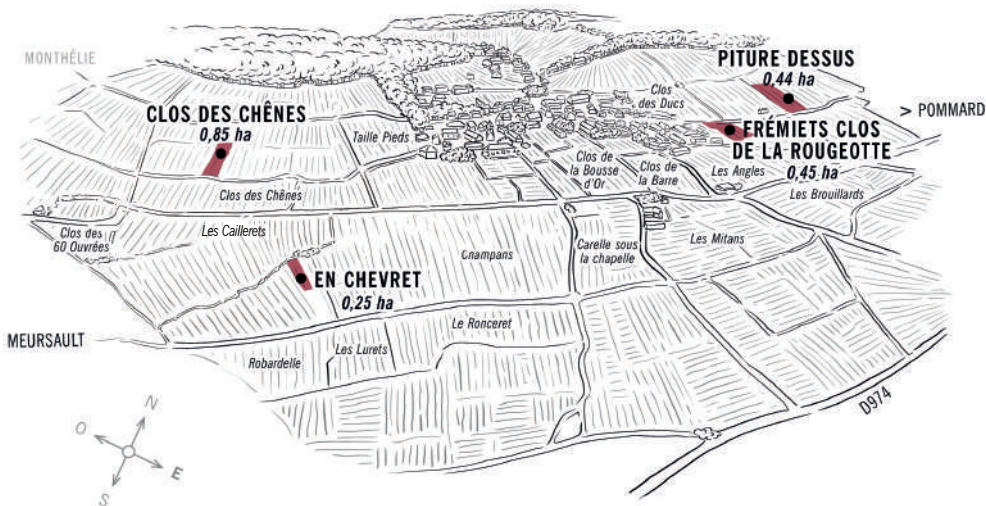 MONTHÉLIE
PITURE DESSUS
0,44 ha
Clos
des Ducs
> POMMARD
CLOS DES CHÊNES
0,85 ha
Taille Pieds
FRÉMIETS CLOS
DE LA ROUGEOTTE
0,45 ha
Clos de
la Bousse
d'Or
Clos de
la Barre
Les Angles
Les Brouillards
Clos des Chênes
Clos des
60 Ouvrées
Les Caillerets
Champans
Carelle sous
la chapelle
Les Mitans
EN CHEVRET
0,25 ha
MEURSAULT
Le Ronceret
Les Lurets
Robardelle
D974
N
O
E
S